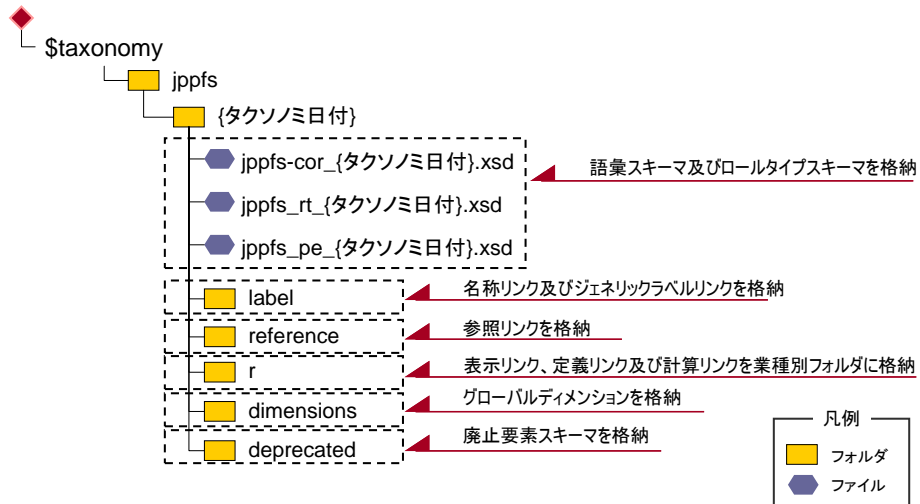 $taxonomy
jppfs
{タクソノミ日付}
jppfs-cor_{タクソノミ日付}.xsd
語彙スキーマ及びロールタイプスキーマを格納
jppfs_rt_{タクソノミ日付}.xsd
jppfs_pe_{タクソノミ日付}.xsd
label
名称リンク及びジェネリックラベルリンクを格納
reference
参照リンクを格納
r
表示リンク、定義リンク及び計算リンクを業種別フォルダに格納
dimensions
グローバルディメンションを格納
deprecated
廃止要素スキーマを格納
凡例
フォルダ
ファイル